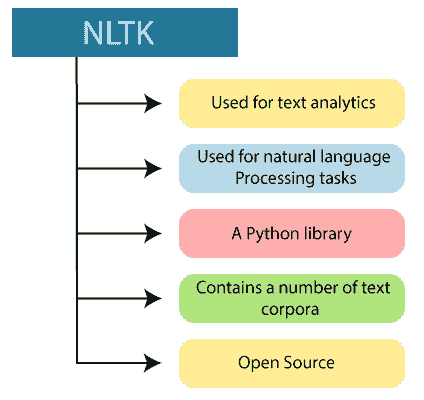 NLTK
Used for text analytics
Used for natural language
Processing tasks
A Python library
Contains a number of text
corpora
Open Source